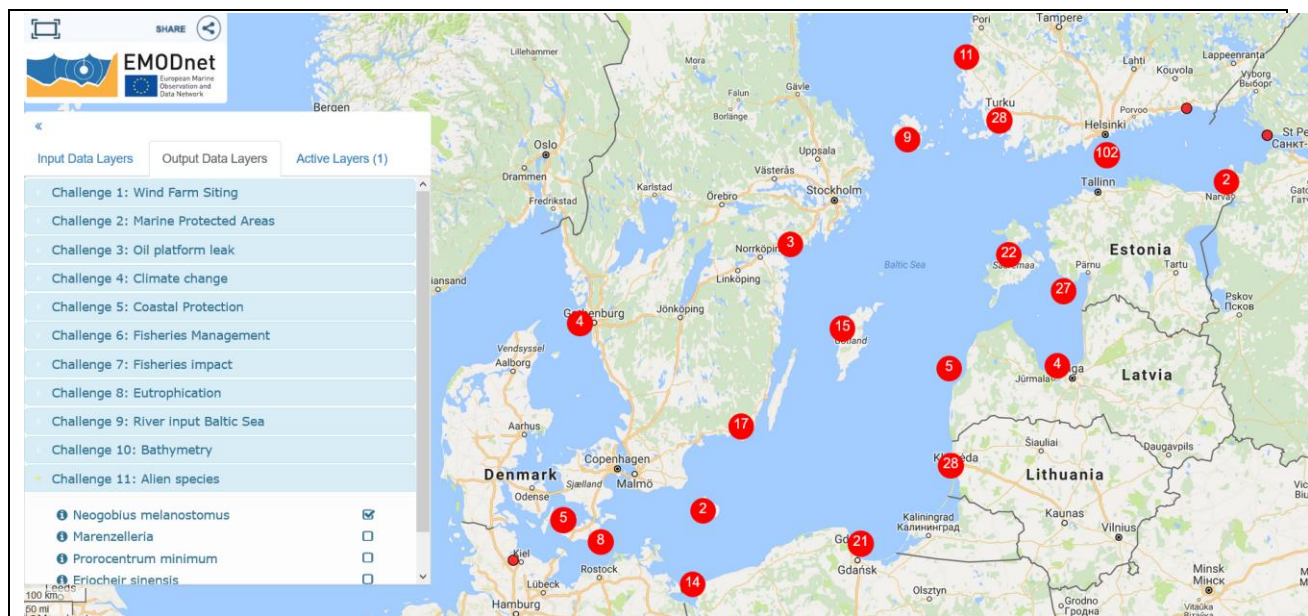 SHARE
EMODnet
European Marine
Observation and
Data Network
«
Input Data Layers
Output Data Layers
Active Layers (1)
Challenge 1: Wind Farm Siting
Challenge 2: Marine Protected Areas
Challenge 3: Oil platform leak
Challenge 4: Climate change
Challenge 5: Coastal Protection
Challenge 6: Fisheries Management
Challenge 7: Fisheries impact
Challenge 8: Eutrophication
Challenge 9: River input Baltic Sea
Challenge 10: Bathymetry
Challenge 11: Alien species
Neogobius melanostomus
Marenzelleria
Prorocentrum minimum
Eriocheir sinensis
100 km
50 mi
Leeds
Hamburg
Bergen
Lillehammer
Mora
Falun
Borlänge
Gävle
Pori
Tampere
Lahti
Kouvola
Lappeenranta
Vyborg
Выборг
11
Turku
28
Porvoo
Helsinki
102
St Pe
Санкт-
9
Oslo
Drammen
Fredrikstad
Uppsala
Västerås
Karlstad
Örebro
Stockholm
Tallinn
2
Narva
Norrköping
3
Linköping
Baltic Sea
22
Saaremaa
Estonia
Pärnu
Tartu
27
Pskov
Псков
4
Gothenburg
Jönköping
15
Gotland
Vendsyssel
Aalborg
5
4
Jūrmala
Latvia
Aarhus
17
Šiauliai
Daugavpils
Copenhagen
Malmö
Denmark
Sjælland
Odense
28
Klaipėda
Lithuania
5
2
Kaliningrad
Калининград
Kaunas
Vilnius
8
21
Gdańsk
Kiel
Rostock
Lübeck
14
Olsztyn
Grodno
Гродна
Minsk
Мінск